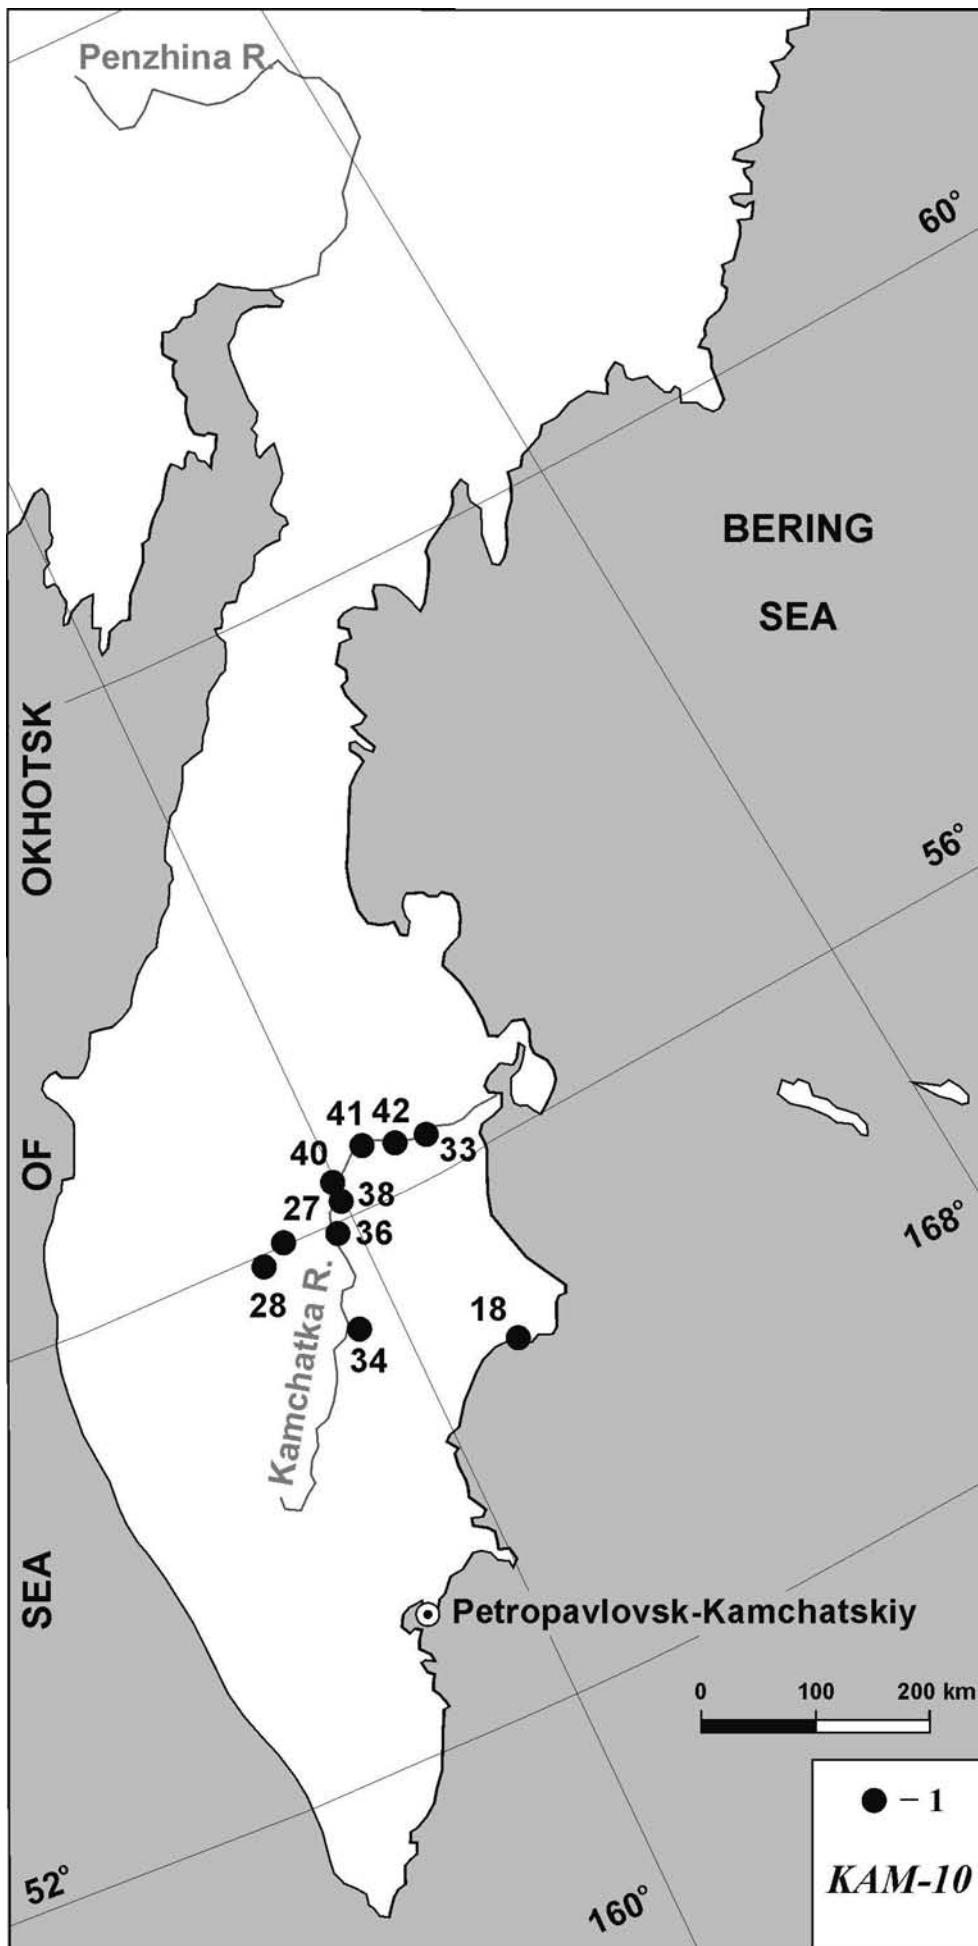 Penzhina R.
60°
BERING
SEA
OKHOTSK
56°
41 42
33
40
OF
27
38
36
168°
28
18
34
Kamchatka R.
SEA
Petropavlovsk-Kamchatskiy
0 100 200 km
– 1
52°
160°
KAM-10